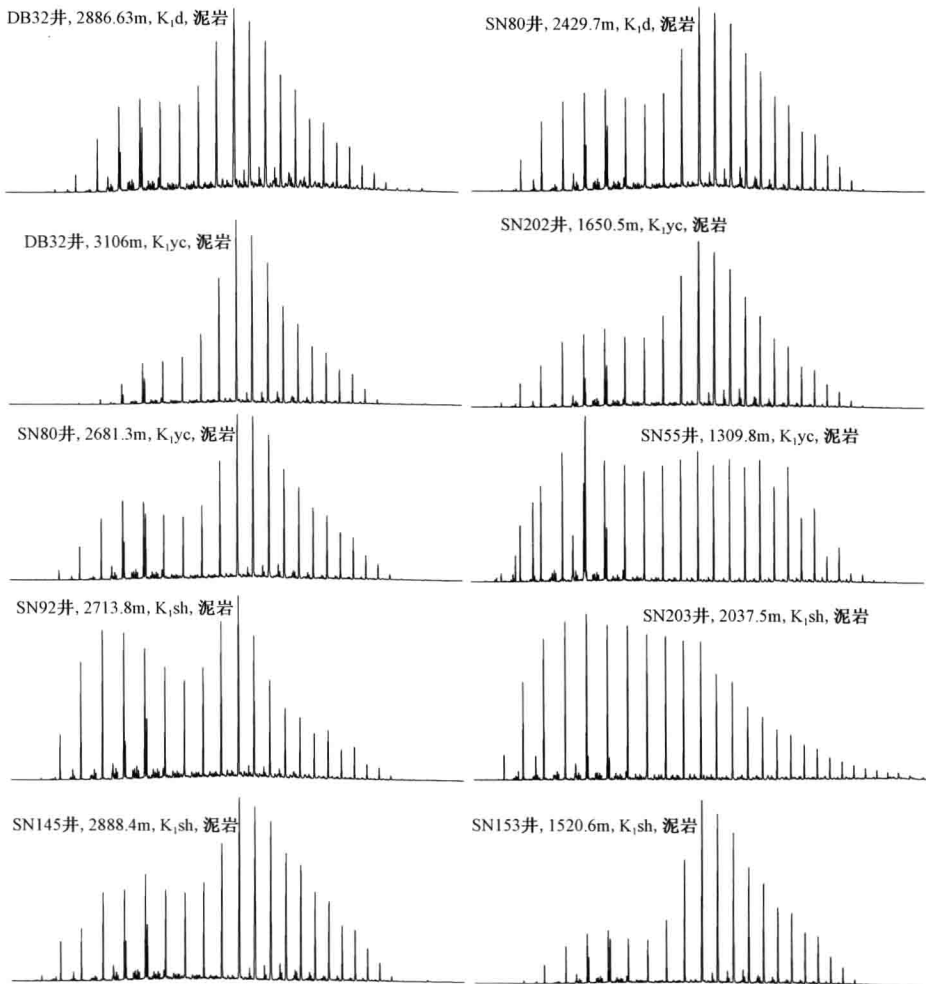 DB32井, 2886.63m, K₁d, 泥岩
SN80井, 2429.7m, K₁d, 泥岩
DB32井, 3106m, K₁yc, 泥岩
SN202井, 1650.5m, K₁yc, 泥岩
SN80井, 2681.3m, K₁yc, 泥岩
SN55井, 1309.8m, K₁yc, 泥岩
SN92井, 2713.8m, K₁sh, 泥岩
SN203井, 2037.5m, K₁sh, 泥岩
SN145井, 2888.4m, K₁sh, 泥岩
SN153井, 1520.6m, K₁sh, 泥岩